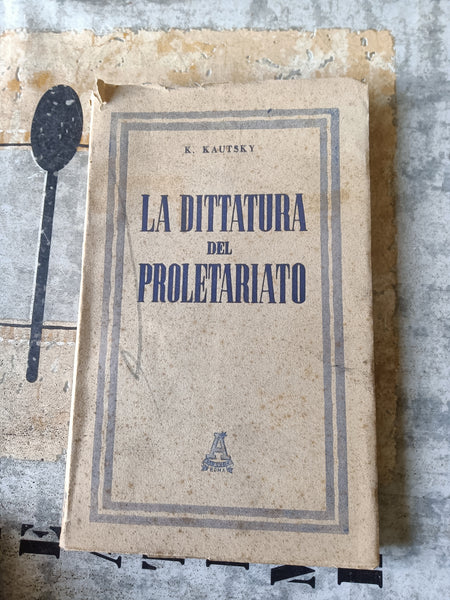 K. KAUTSKY
LA DITTATURA
DEL
PROLETARIATO
A
ROMA